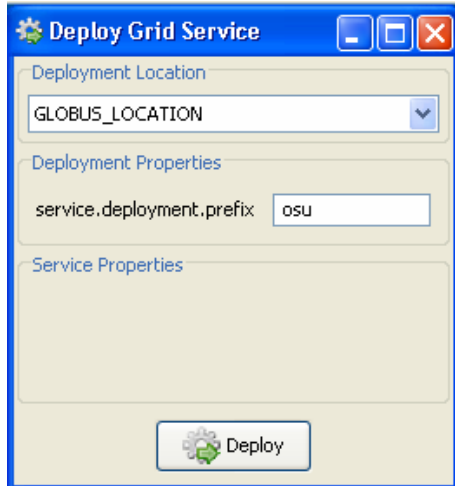 Deploy Grid Service
Deployment Location
GLOBUS_LOCATION
Deployment Properties
service.deployment.prefix osu
Service Properties
Deploy